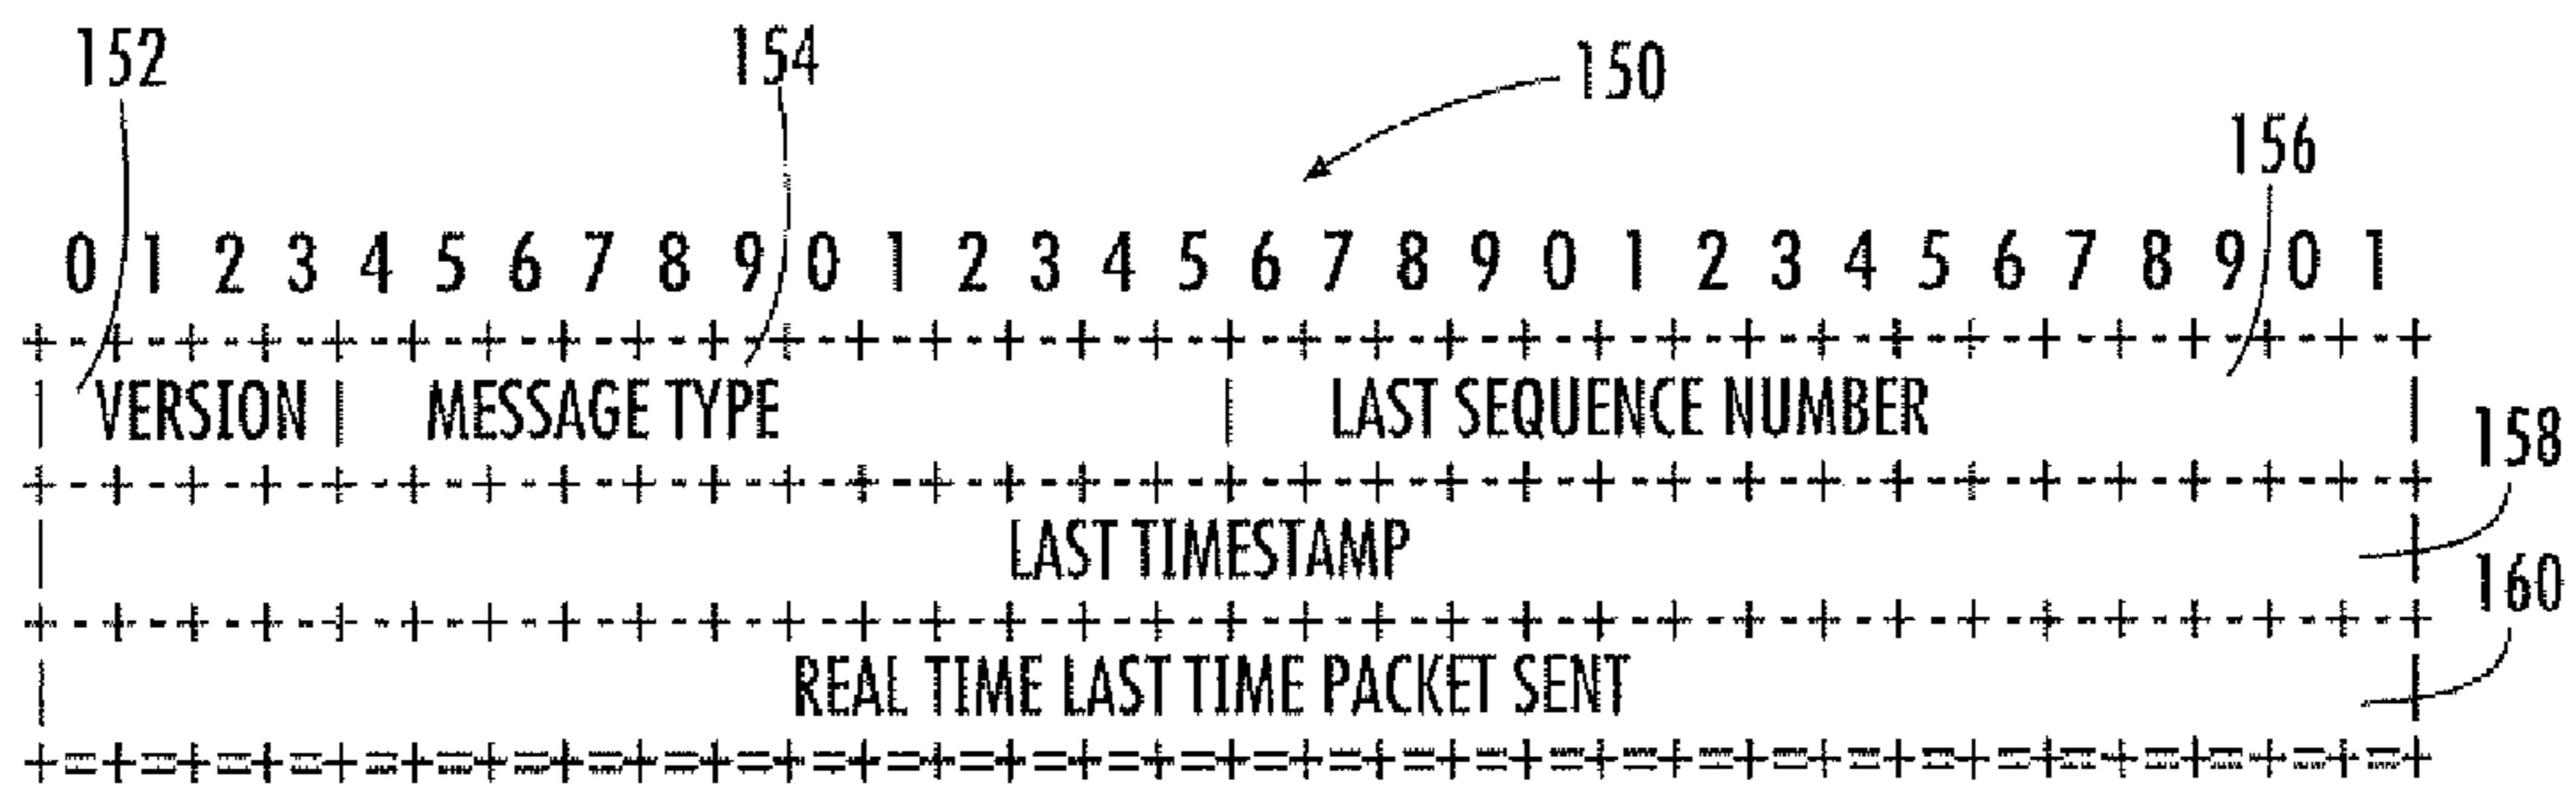 152 154 150
156
0 1 2 3 4 5 6 7 8 9 0 1 2 3 4 5 6 7 8 9 0 1 2 3 4 5 6 7 8 9 0 1
+-+-+-+-+-+-+-+-+-+-+-+-+-+-+-+-+-+-+-+-+-+-+-+-+-+-+-+-+-+-+-+-+
| VERSION | MESSAGE TYPE | LAST SEQUENCE NUMBER |
158
+-+-+-+-+-+-+-+-+-+-+-+-+-+-+-+-+-+-+-+-+-+-+-+-+-+-+-+-+-+-+-+-+
| LAST TIMESTAMP |
160
+-+-+-+-+-+-+-+-+-+-+-+-+-+-+-+-+-+-+-+-+-+-+-+-+-+-+-+-+-+-+-+-+
| REAL TIME LAST TIME PACKET SENT |
+=+=+=+=+=+=+=+=+=+=+=+=+=+=+=+=+=+=+=+=+=+=+=+=+=+=+=+=+=+=+=+=+